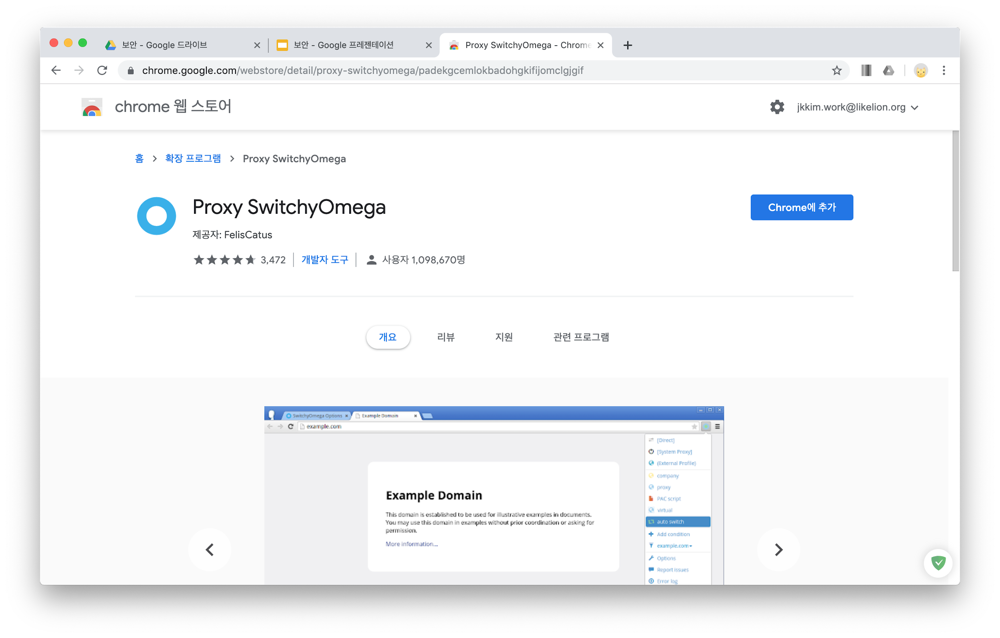 보안 - Google 드라이브
보안 - Google 프레젠테이션
Proxy SwitchyOmega - Chrome
chrome.google.com/webstore/detail/proxy-switchyomega/padekgcemlokbadohgkifijomclgjgif
chrome 웹 스토어
jkkim.work@likelion.org
홈 > 확장 프로그램 > Proxy SwitchyOmega
Proxy SwitchyOmega
Chrome에 추가
제공자: FelisCatus
3,472 | 개발자 도구 | 사용자 1,098,670명
개요
리뷰
지원
관련 프로그램
SwitchyOmega Options
Example Domain
example.com
[Direct]
[System Proxy]
(External Profile)
company
proxy
PAC script
virtual
auto switch
Add condition
example.com
Options
Report issues
Error log
Example Domain
This domain is established to be used for illustrative examples in documents.
You may use this domain in examples without prior coordination or asking for
permission.
More information...